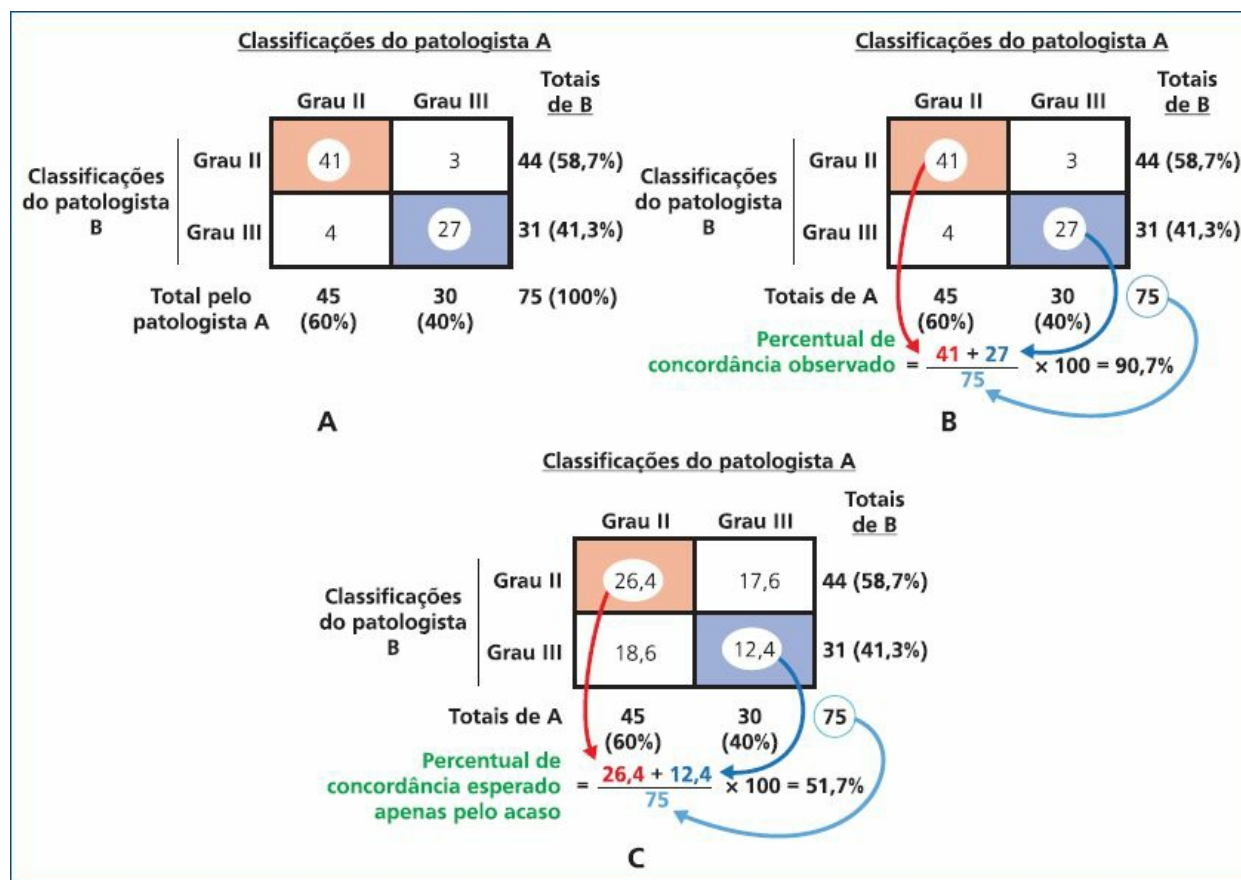 Classificações do patologista A
Grau II Grau III Totais
de B
Classificações
do patologista
B
Grau II 41 3 44 (58,7%)
Grau III 4 27 31 (41,3%)
Total pelo
patologista A
45 30 75 (100%)
(60%) (40%)
A
Classificações do patologista A
Grau II Grau III Totais
de B
Classificações
do patologista
B
Grau II 41 3 44 (58,7%)
Grau III 4 27 31 (41,3%)
Totais de A 45 30 75
(60%) (40%)
Percentual de
concordância observado
= 41 + 27 × 100 = 90,7%
75
B
Classificações do patologista A
Grau II Grau III Totais
de B
Classificações
do patologista
B
Grau II 26,4 17,6 44 (58,7%)
Grau III 18,6 12,4 31 (41,3%)
Totais de A 45 30 75
(60%) (40%)
Percentual de
concordância esperado
apenas pelo acaso
= 26,4 + 12,4 × 100 = 51,7%
75
C